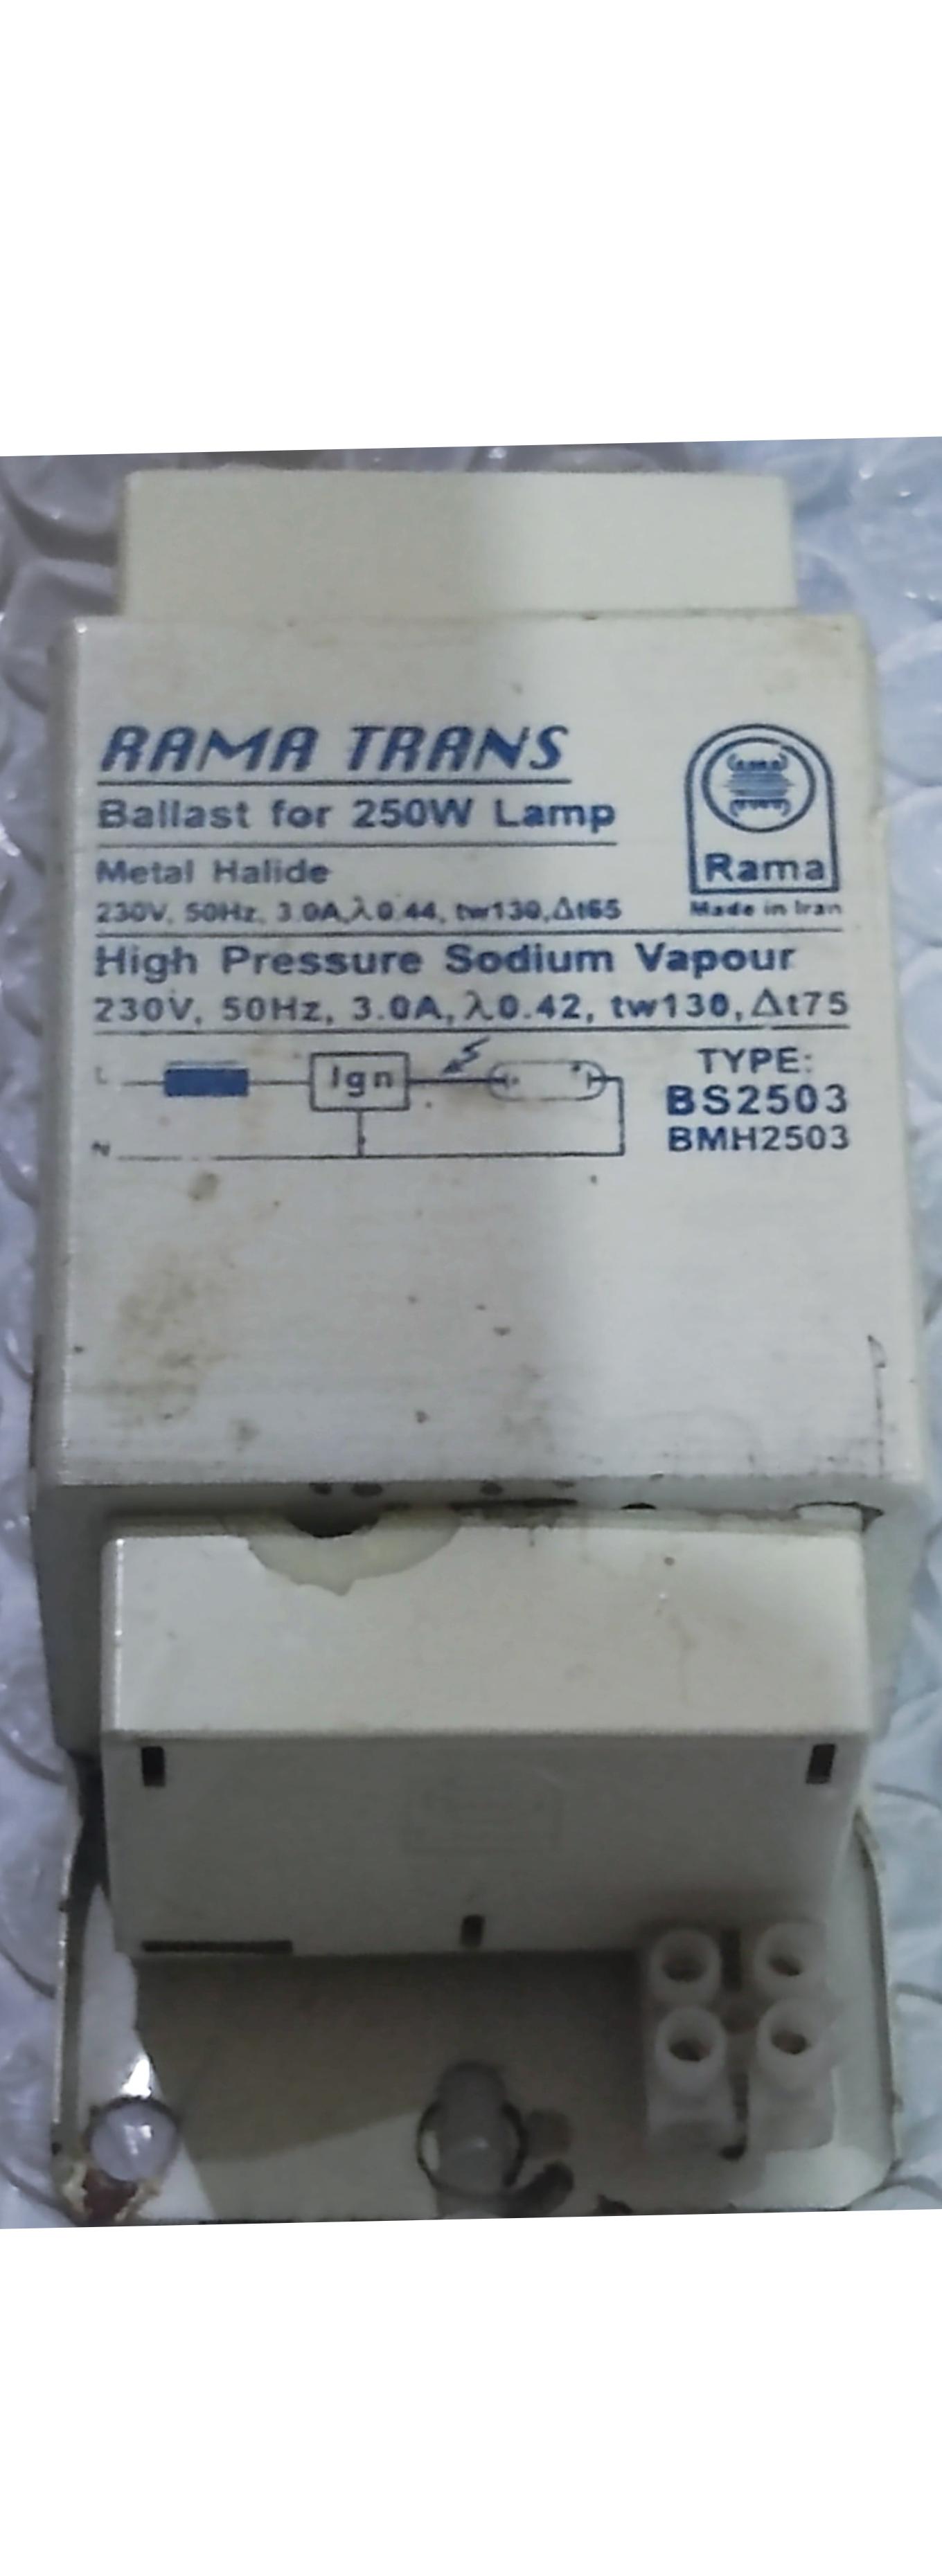 RAMA TRANS
Ballast for 250W Lamp
Metal Halide
230V, 50Hz, 3.0A, λ0.44, tw130, Δt65
Rama
Made in Iran
High Pressure Sodium Vapour
230V, 50Hz, 3.0A, λ0.42, tw130, Δt75
L
Ign
N
TYPE:
BS2503
BMH2503